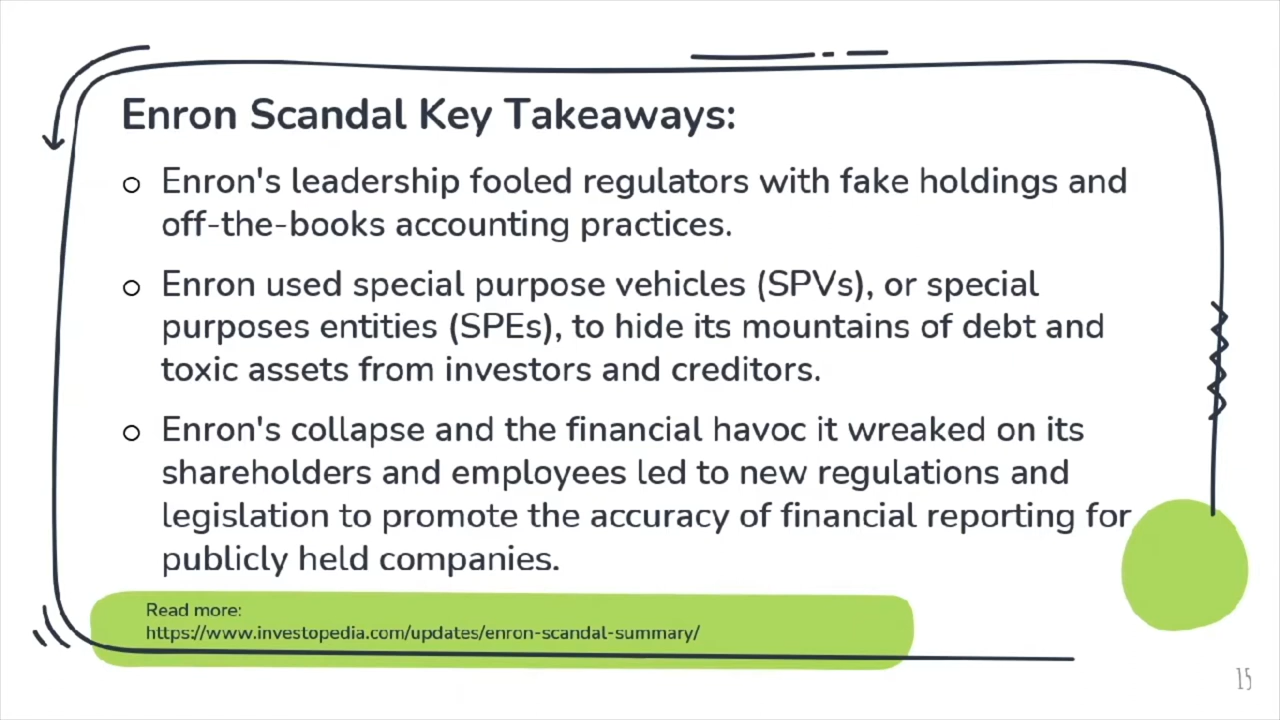 Enron Scandal Key Takeaways:
Enron's leadership fooled regulators with fake holdings and
off-the-books accounting practices.
Enron used special purpose vehicles (SPVs), or special
purposes entities (SPEs), to hide its mountains of debt and
toxic assets from investors and creditors.
Enron's collapse and the financial havoc it wreaked on its
shareholders and employees led to new regulations and
legislation to promote the accuracy of financial reporting for
publicly held companies.
Read more:
https://www.investopedia.com/updates/enron-scandal-summary/
15